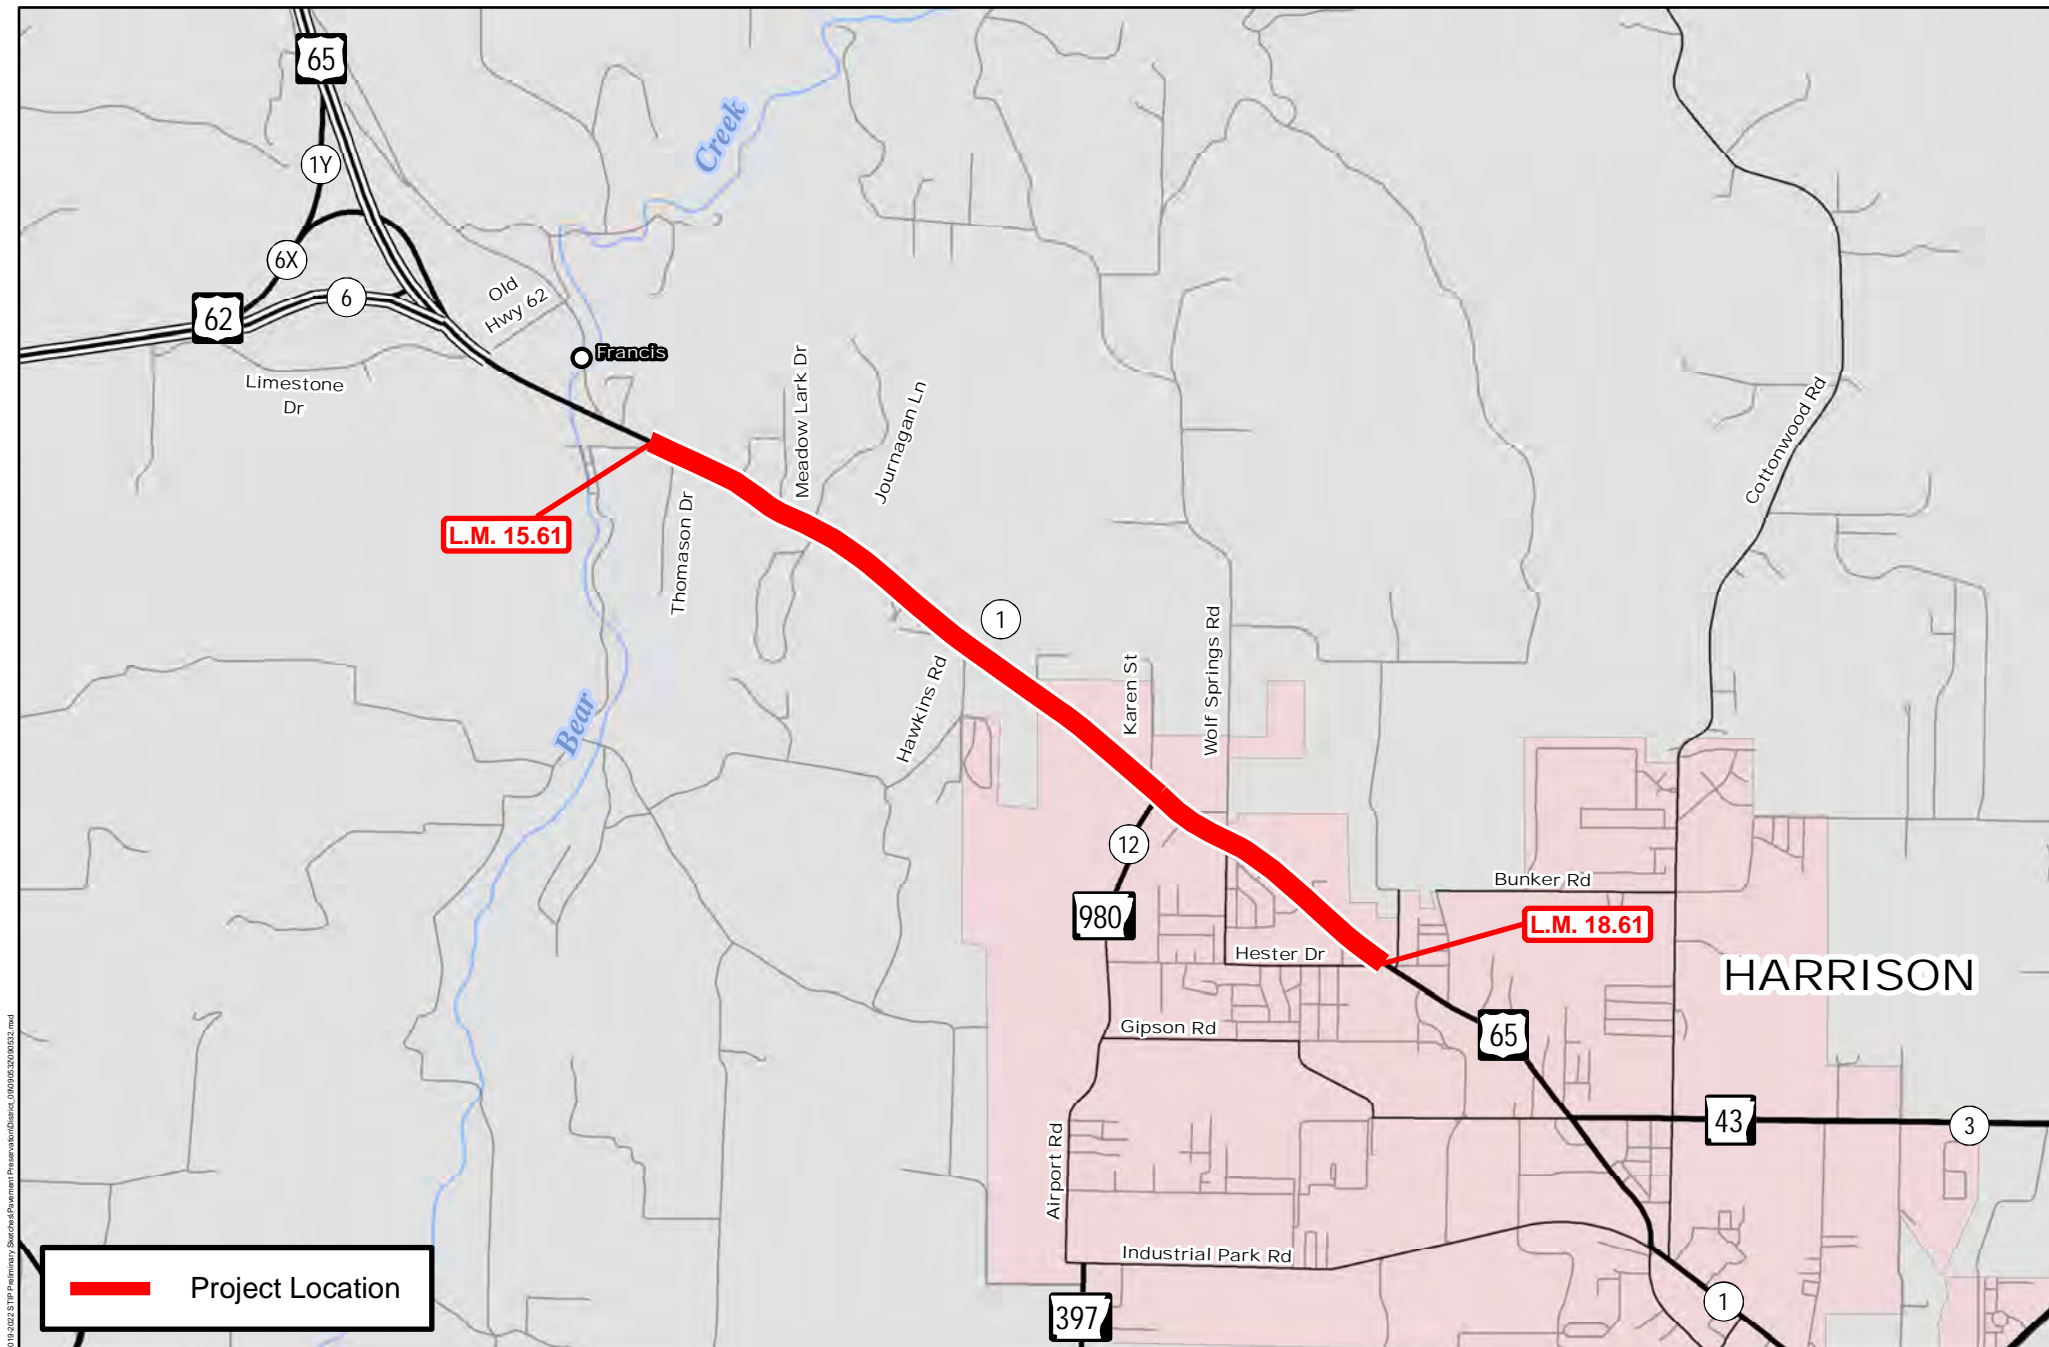 65
1Y
Creek
6X
6
62
Old
Hwy 62
Francis
Limestone
Dr
Meadow Lark Dr
Journagan Ln
Cottonwood Rd
L.M. 15.61
Thomason Dr
1
Hawkins Rd
Karen St
Wolf Springs Rd
Bear
12
980
Bunker Rd
L.M. 18.61
Hester Dr
HARRISON
Gipson Rd
65
43
3
Airport Rd
Industrial Park Rd
1
397
Project Location